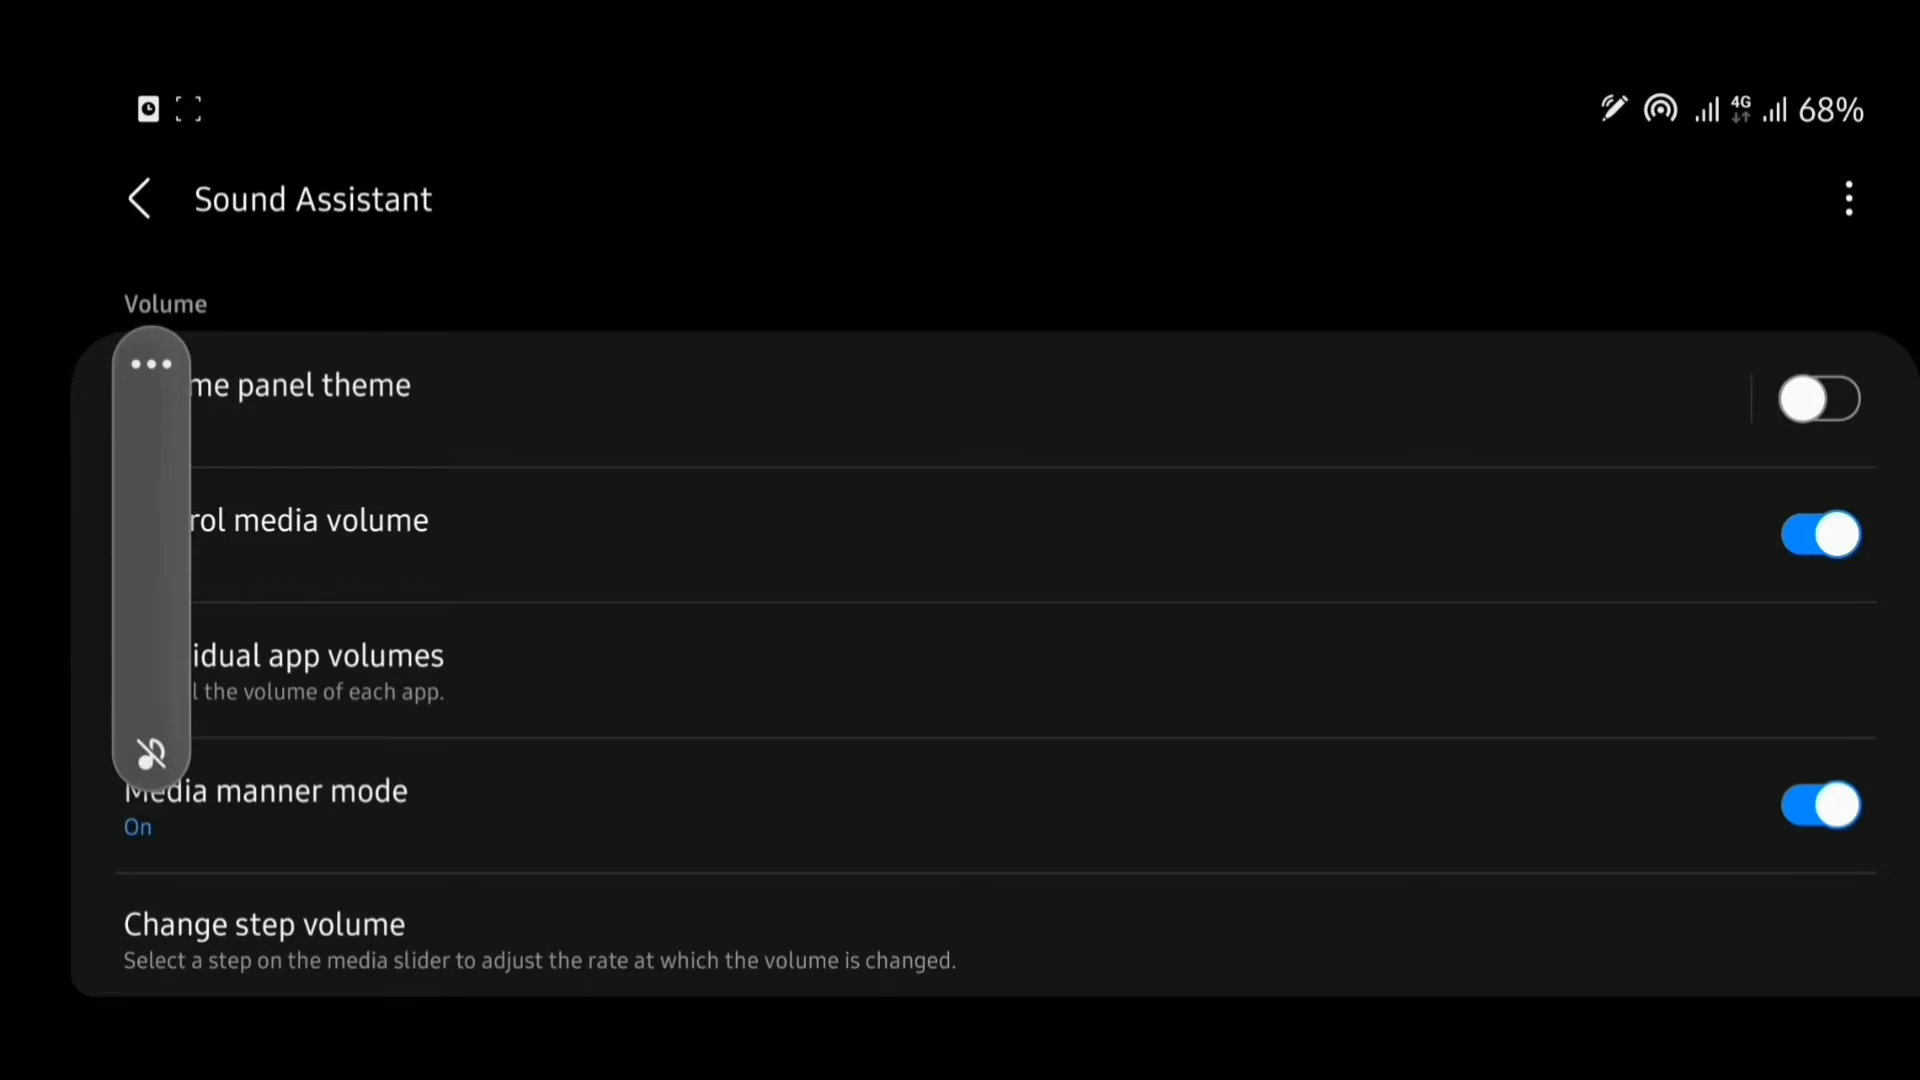 4G 68%
Sound Assistant
Volume
me panel theme
rol media volume
idual app volumes
l the volume of each app.
Media manner mode
On
Change step volume
Select a step on the media slider to adjust the rate at which the volume is changed.